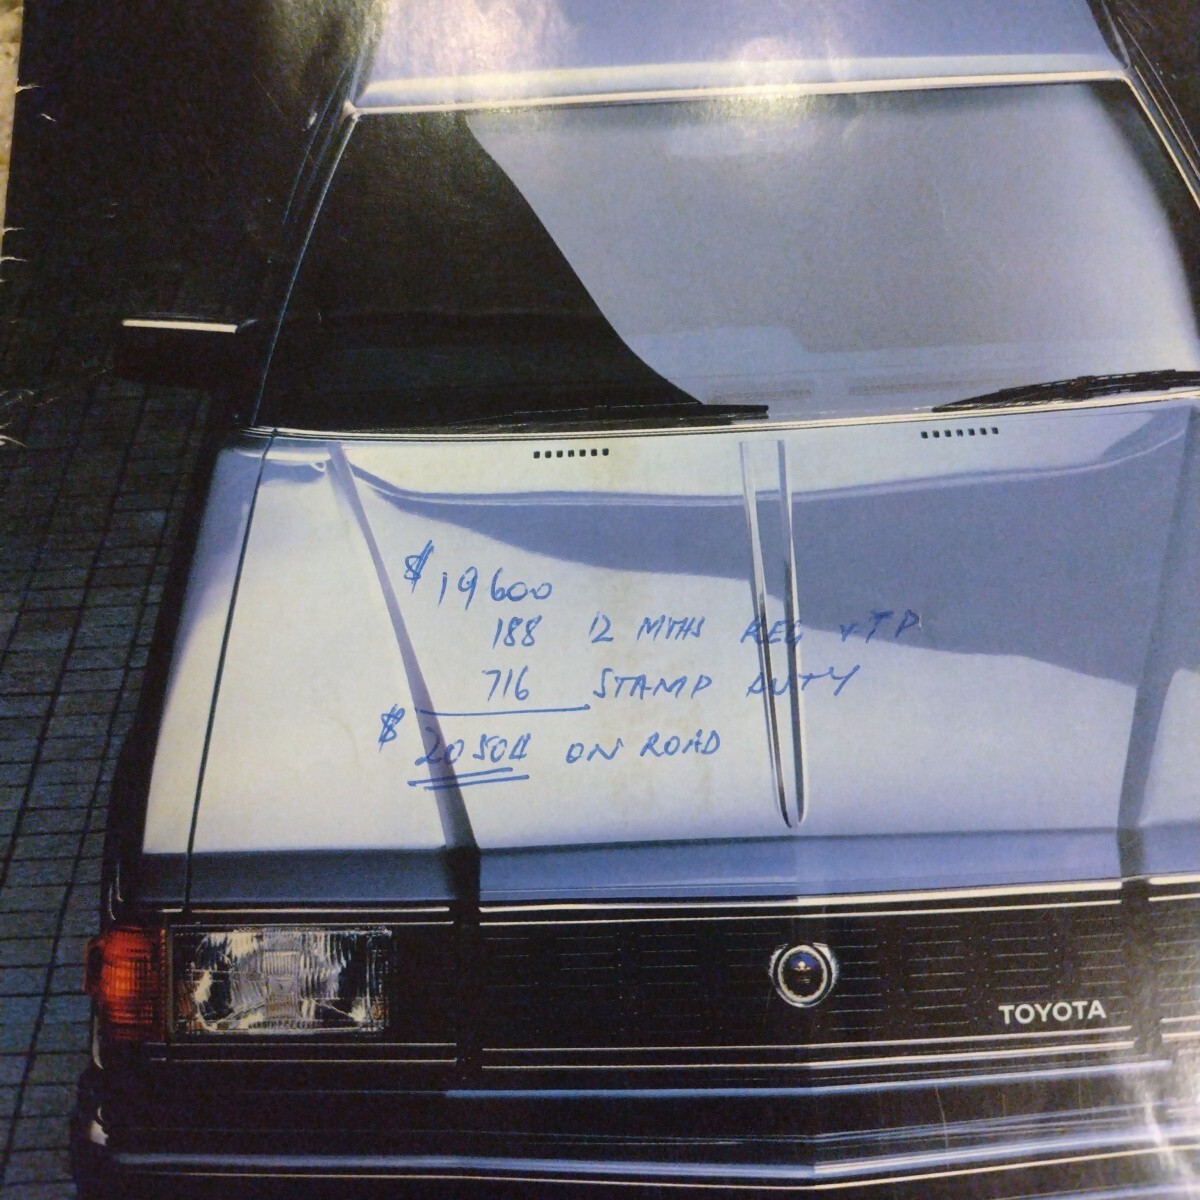 $ 19600
188 12 MTHS REG + TP
716 STAMP DUTY
$ 20504 ON ROAD
TOYOTA